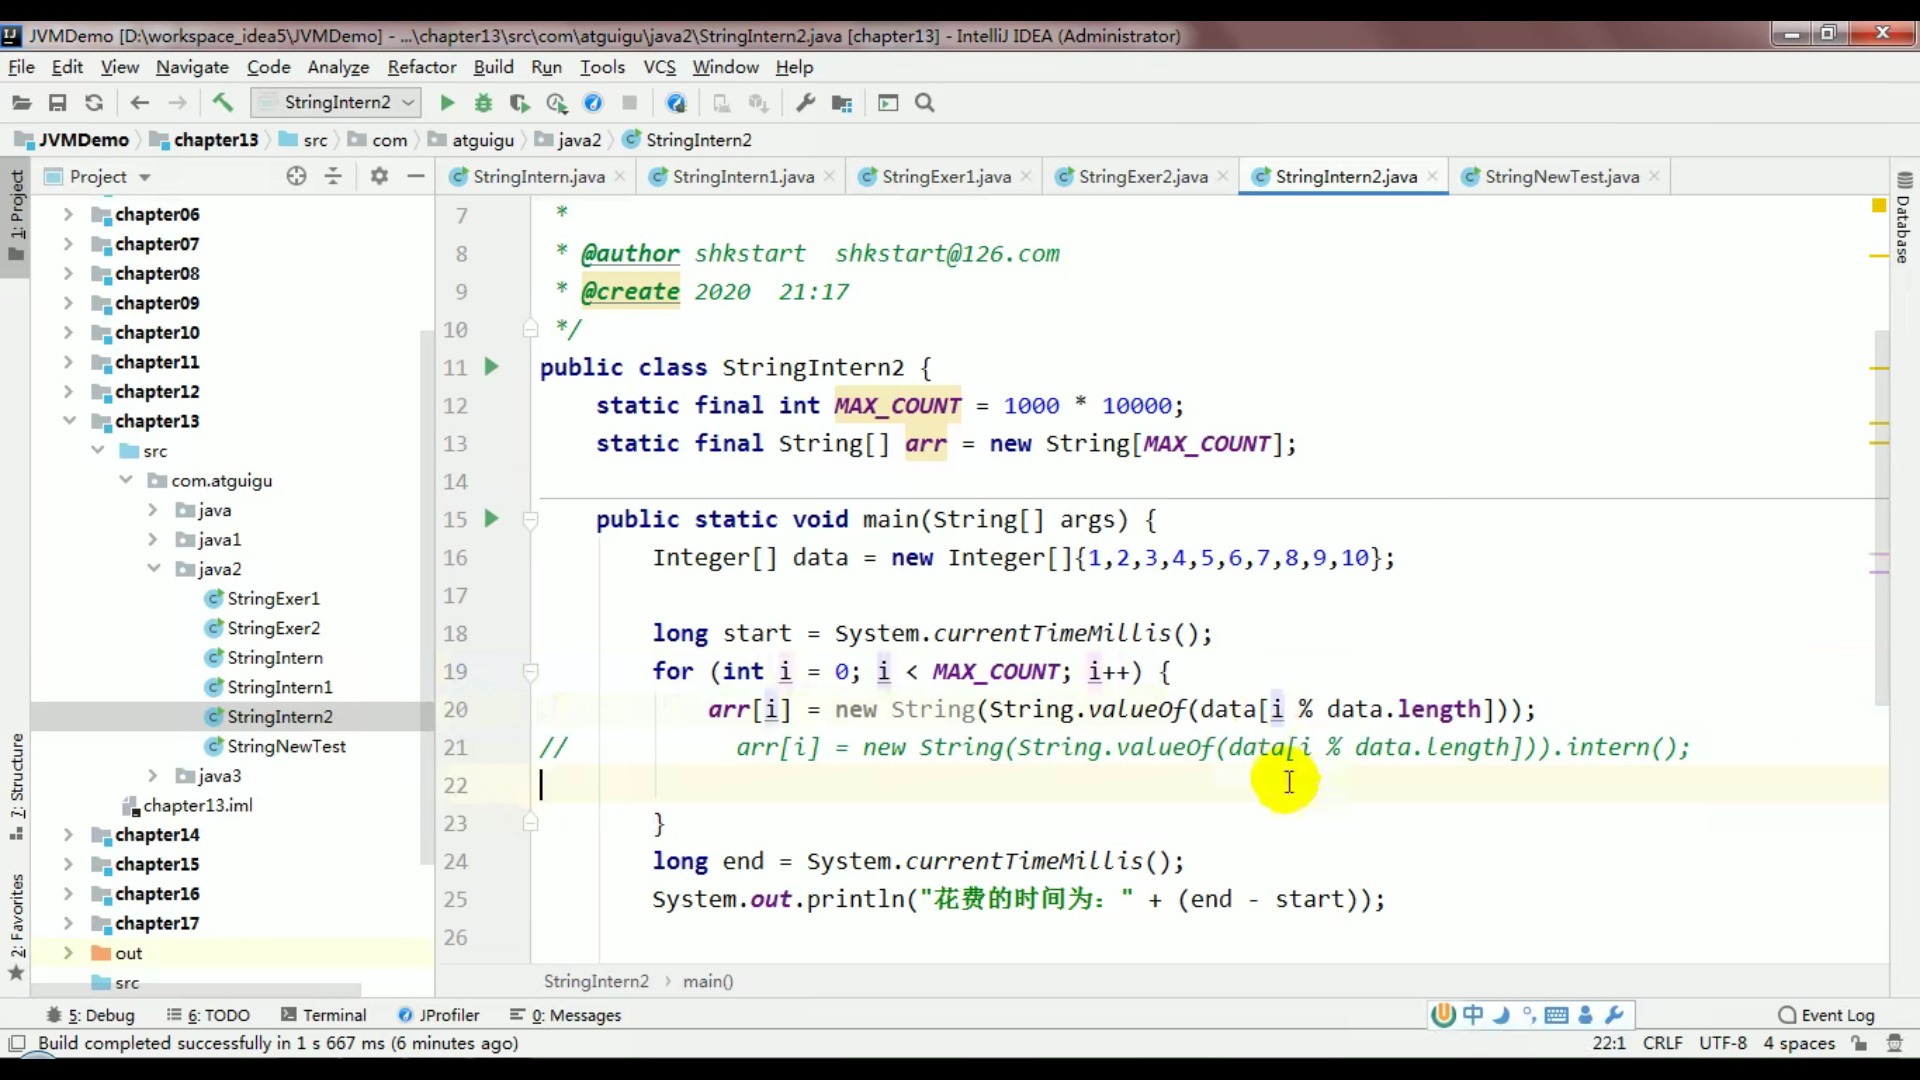 JVMDemo [D:\workspace_idea5\JVMDemo] - ...\chapter13\src\com\atguigu\java2\StringIntern2.java [chapter13] - IntelliJ IDEA (Administrator)
File Edit View Navigate Code Analyze Refactor Build Run Tools VCS Window Help
StringIntern2
JVMDemo chapter13 src com atguigu java2 StringIntern2
Project
StringIntern.java StringIntern1.java StringExer1.java StringExer2.java StringIntern2.java StringNewTest.java
1: Project
7: Structure
2: Favorites
chapter06
chapter07
chapter08
chapter09
chapter10
chapter11
chapter12
chapter13
src
com.atguigu
java
java1
java2
StringExer1
StringExer2
StringIntern
StringIntern1
StringIntern2
StringNewTest
java3
chapter13.iml
chapter14
chapter15
chapter16
chapter17
out
src
7 *
8 * @author shkstart shkstart@126.com
9 * @create 2020 21:17
10 */
11 public class StringIntern2 {
12 static final int MAX_COUNT = 1000 * 10000;
13 static final String[] arr = new String[MAX_COUNT];
14
15 public static void main(String[] args) {
16 Integer[] data = new Integer[]{1,2,3,4,5,6,7,8,9,10};
17
18 long start = System.currentTimeMillis();
19 for (int i = 0; i < MAX_COUNT; i++) {
20 arr[i] = new String(String.valueOf(data[i % data.length]));
21 // arr[i] = new String(String.valueOf(data[i % data.length])).intern();
22
23 }
24 long end = System.currentTimeMillis();
25 System.out.println("花费的时间为：" + (end - start));
26
StringIntern2 main()
Database
5: Debug 6: TODO Terminal JProfiler 0: Messages
中
Event Log
Build completed successfully in 1 s 667 ms (6 minutes ago)
22:1 CRLF UTF-8 4 spaces